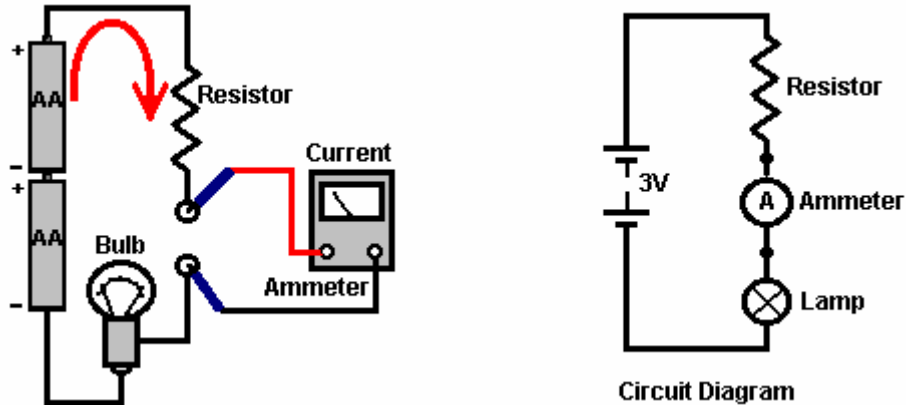 +
AA
−
+
AA
−
Resistor
Current
Bulb
Ammeter
Resistor
3V
A
Ammeter
Lamp
Circuit Diagram